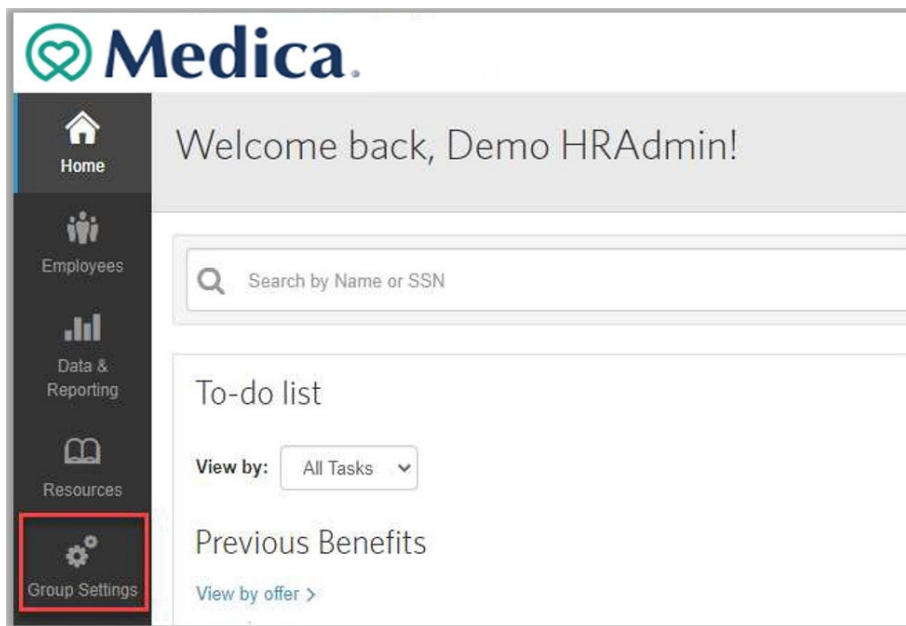 Medica®
Home
Employees
Data &
Reporting
Resources
Group Settings
Welcome back, Demo HRAdmin!
Search by Name or SSN
To-do list
View by: All Tasks
Previous Benefits
View by offer >